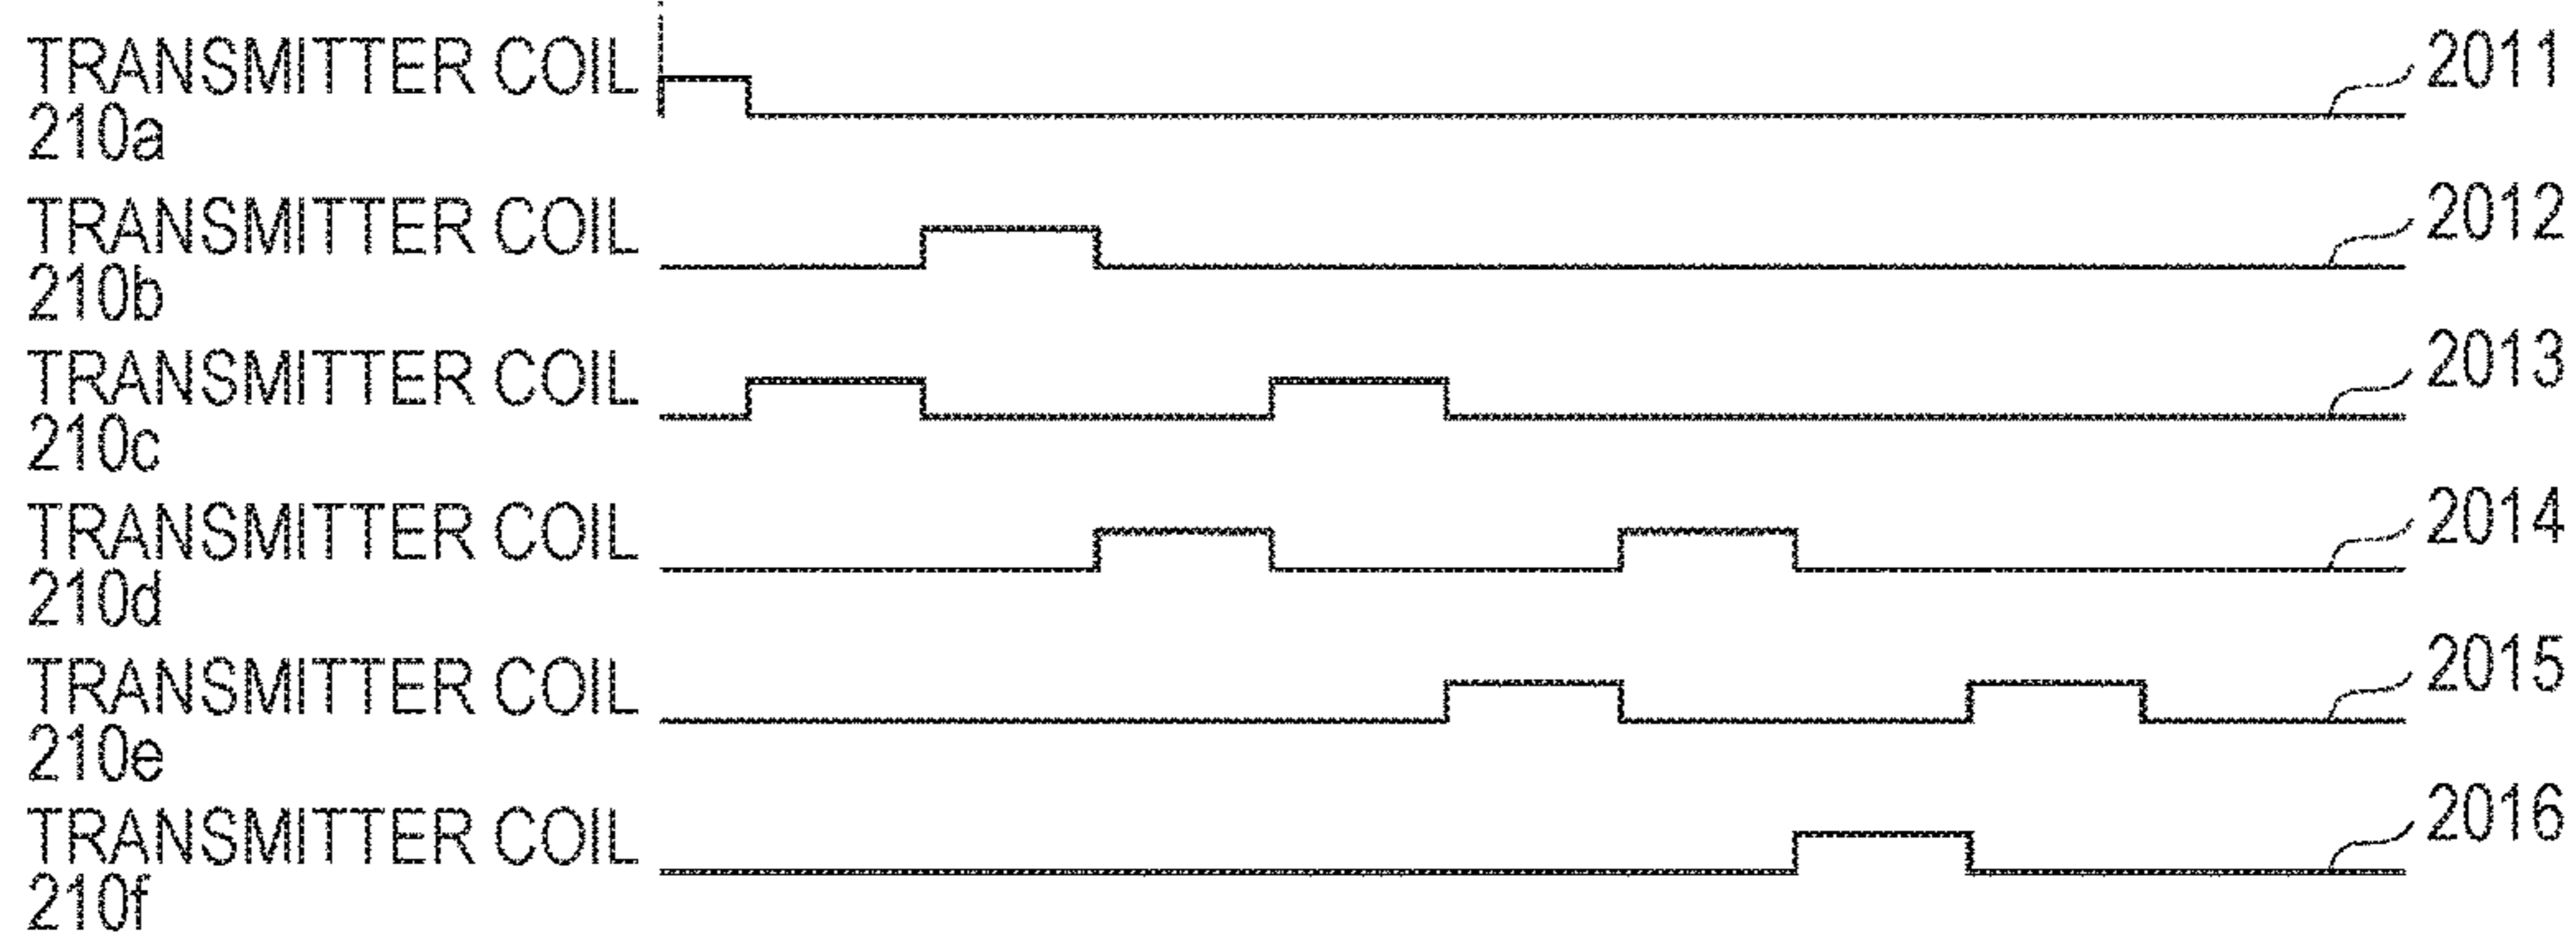 TRANSMITTER COIL 2011
210a
TRANSMITTER COIL 2012
210b
TRANSMITTER COIL 2013
210c
TRANSMITTER COIL 2014
210d
TRANSMITTER COIL 2015
210e
TRANSMITTER COIL 2016
210f